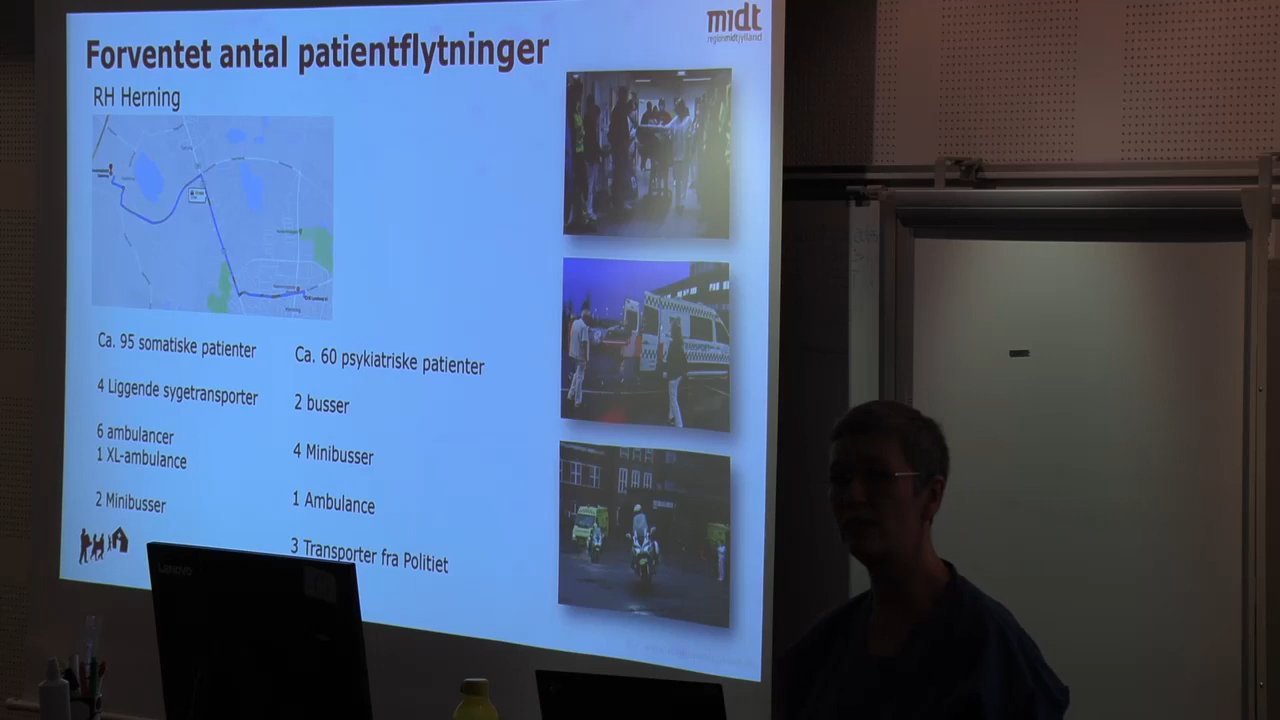 Forventet antal patientflytninger
midt
regionmidtjylland
RH Herning
Ca. 95 somatiske patienter
4 Liggende sygetransporter
6 ambulancer
1 XL-ambulance
2 Minibusser
Ca. 60 psykiatriske patienter
2 busser
4 Minibusser
1 Ambulance
3 Transporter fra Politiet
Lenovo